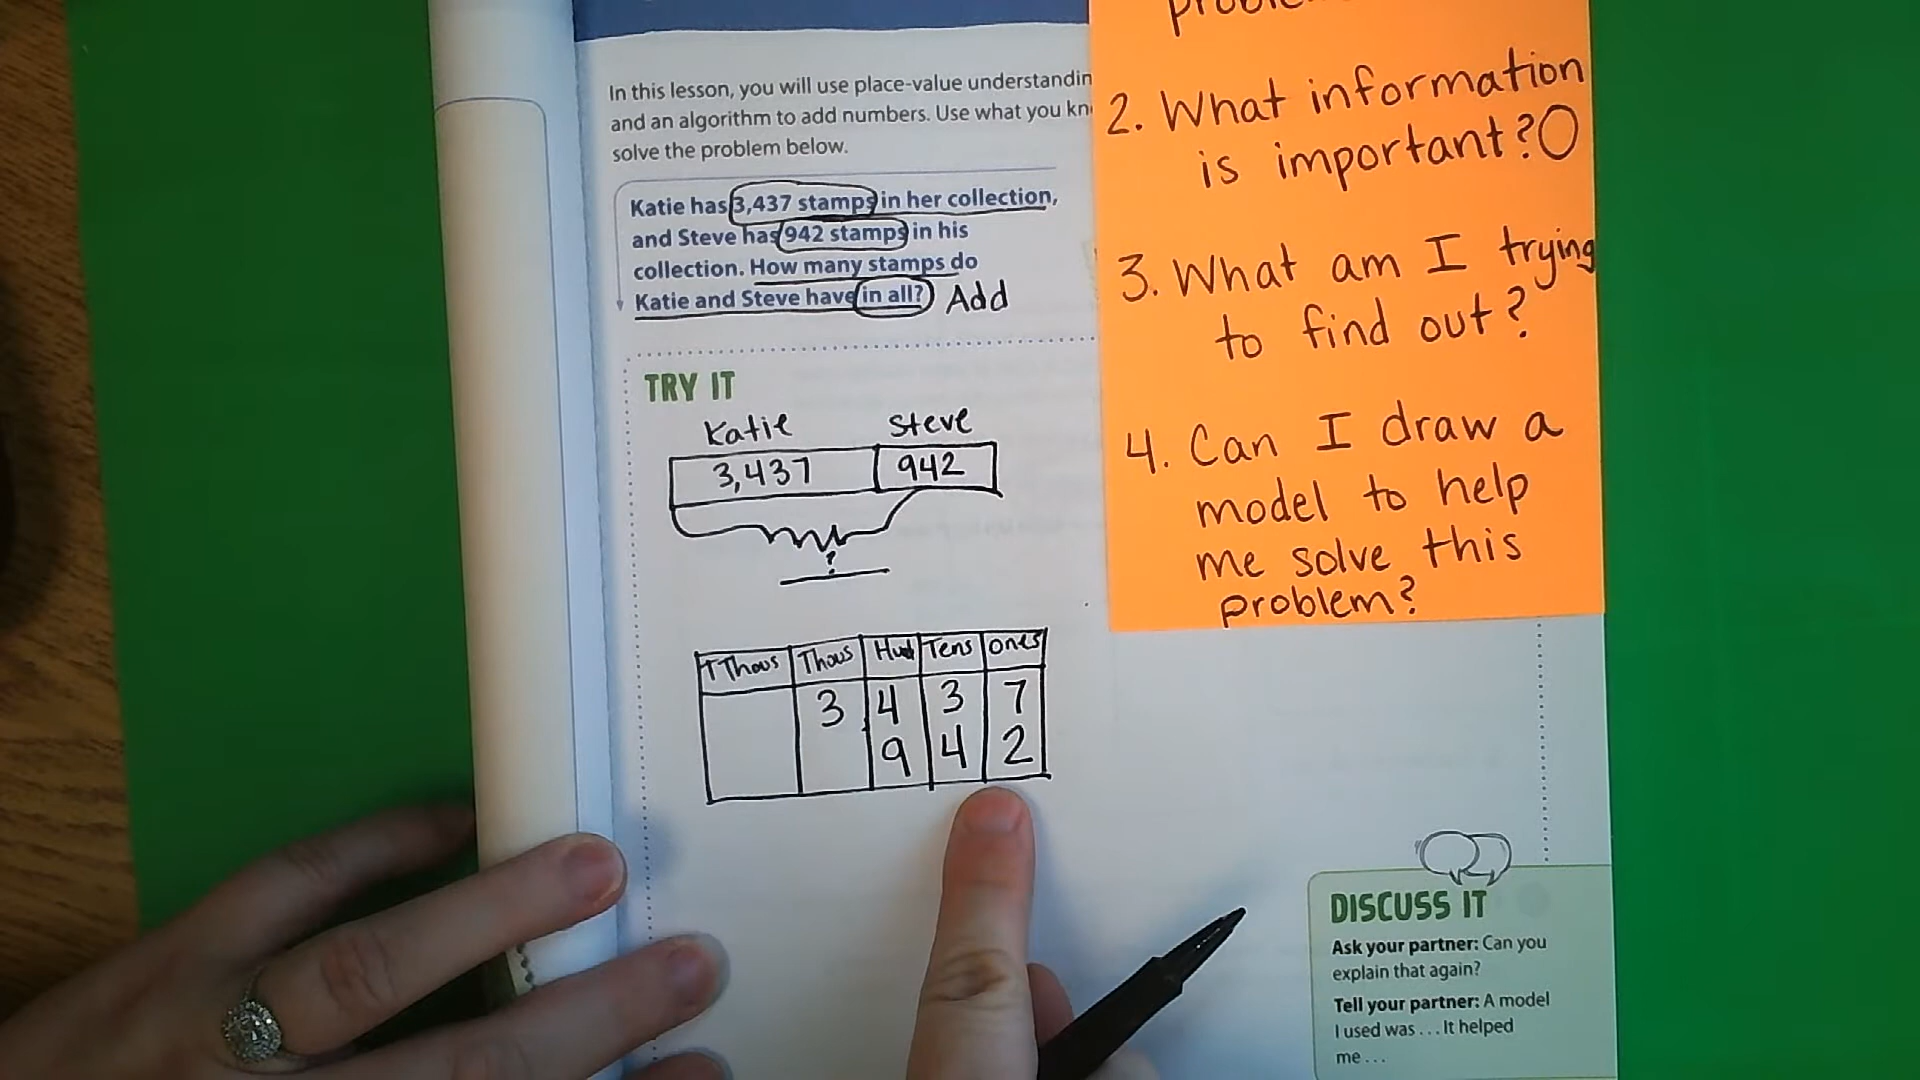 In this lesson, you will use place-value
and an algorithm to add numbers. Use what you
solve the problem below.
Katie has 3,437 stamps in her collection,
and Steve has 942 stamps in his
collection. How many stamps do
Katie and Steve have in all? Add
TRY IT
Katie Steve
3,437 942
?
T Thous Thous Hund Tens ones
3 4 3 7
9 4 2
2. What information
is important?
3. What am I trying
to find out?
4. Can I draw a
model to help
me solve this
problem?
DISCUSS IT
Ask your partner: Can you
explain that again?
Tell your partner: A model
I used was . . . It helped
me . . .